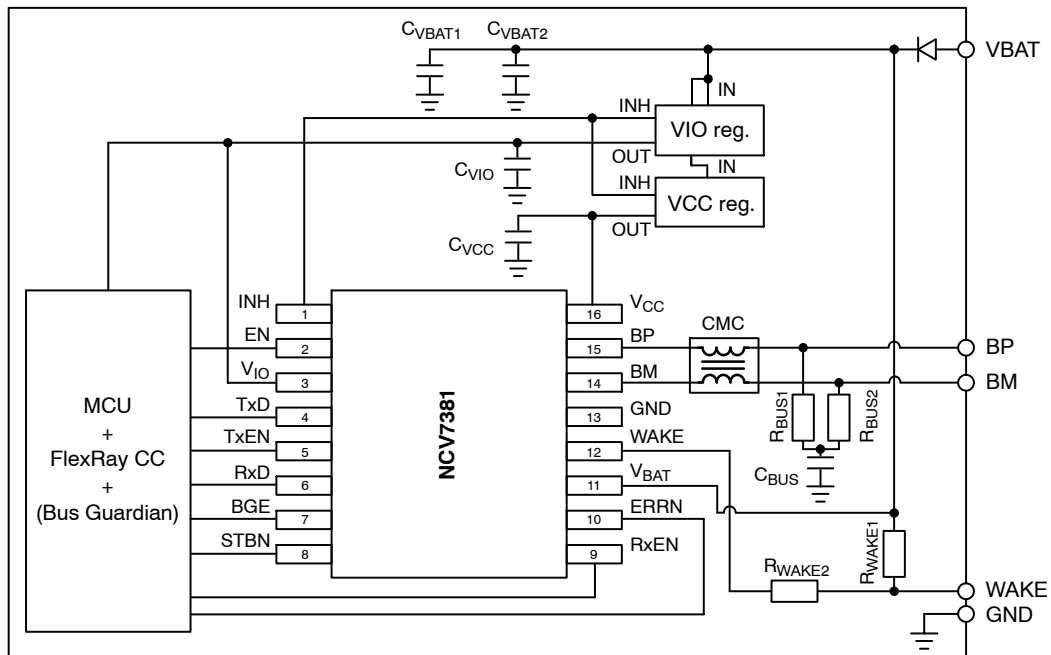 CVBAT1 CVBAT2
VBAT
IN
INH
VIO reg.
OUT
CVIO
IN
INH
VCC reg.
OUT
CVCC
INH
1
16
VCC
EN
2
15
BP
CMC
BP
VIO
3
14
BM
BM
TxD
4
13
GND
TxEN
5
12
WAKE
RxD
6
11
VBAT
BGE
7
10
ERRN
STBN
8
9
RxEN
NCV7381
MCU
+
FlexRay CC
+
(Bus Guardian)
RBUS1
RBUS2
CBUS
RWAKE1
RWAKE2
WAKE
GND